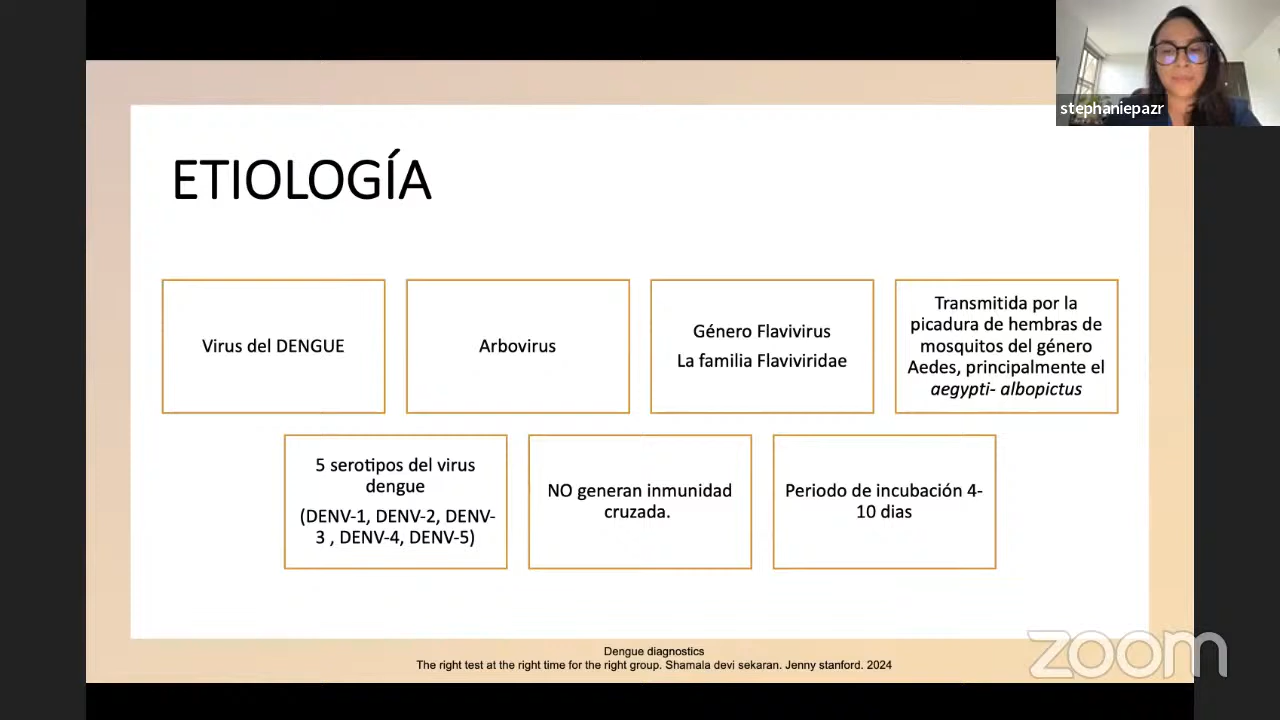 stephaniepazr
ETIOLOGÍA
Virus del DENGUE
Arbovirus
Género Flavivirus
La familia Flaviviridae
Transmitida por la
picadura de hembras de
mosquitos del género
Aedes, principalmente el
aegypti- albopictus
5 serotipos del virus
dengue
(DENV-1, DENV-2, DENV-
3 , DENV-4, DENV-5)
NO generan inmunidad
cruzada.
Periodo de incubación 4-
10 dias
Dengue diagnostics
The right test at the right time for the right group. Shamala devi sekaran. Jenny stanford. 2024
zoom